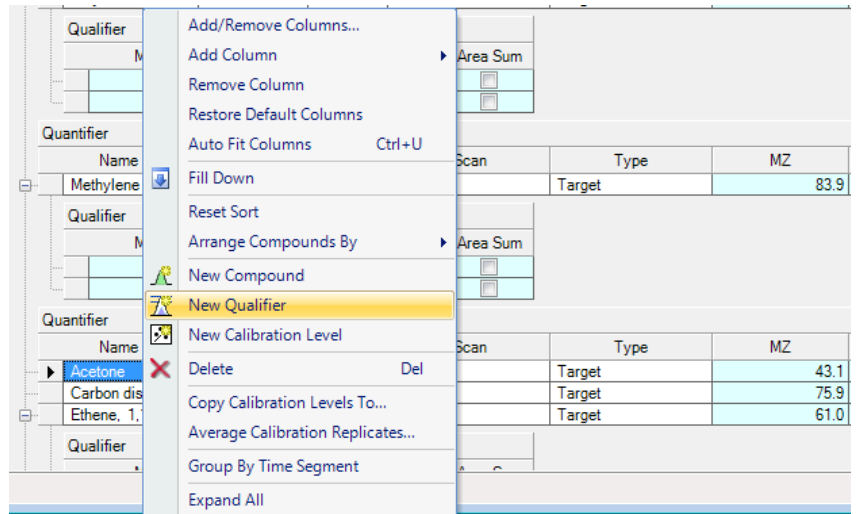 Qualifier
Area Sum
Quantifier
Name Scan Type MZ
Methylene Target 83.9
Qualifier
Area Sum
Quantifier
Name Scan Type MZ
Acetone Target 43.1
Carbon dis Target 75.9
Ethene, 1, Target 61.0
Qualifier
Add/Remove Columns...
Add Column
Remove Column
Restore Default Columns
Auto Fit Columns Ctrl+U
Fill Down
Reset Sort
Arrange Compounds By
New Compound
New Qualifier
New Calibration Level
Delete Del
Copy Calibration Levels To...
Average Calibration Replicates...
Group By Time Segment
Expand All